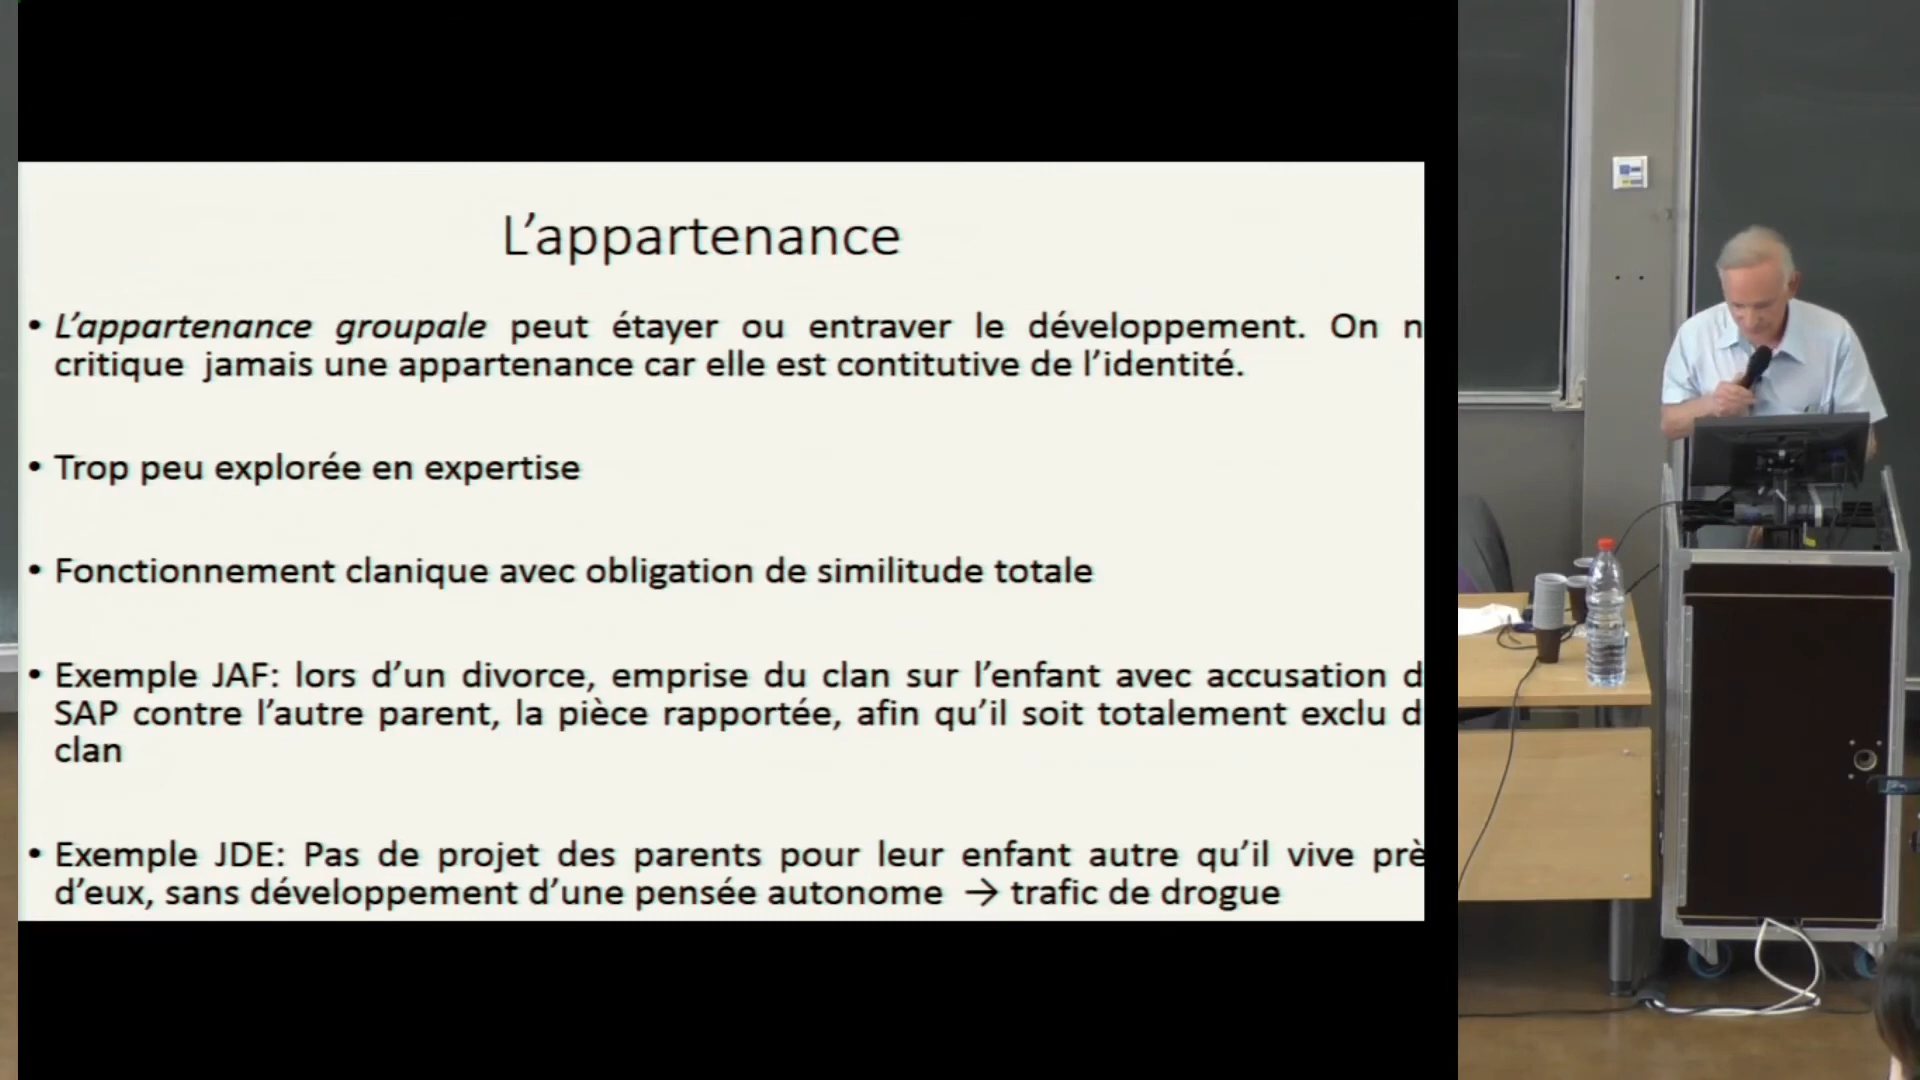 L’appartenance
• L’appartenance groupale peut étayer ou entraver le développement. On n
critique jamais une appartenance car elle est contitutive de l’identité.
• Trop peu explorée en expertise
• Fonctionnement clanique avec obligation de similitude totale
• Exemple JAF: lors d’un divorce, emprise du clan sur l’enfant avec accusation d
SAP contre l’autre parent, la pièce rapportée, afin qu’il soit totalement exclu d
clan
• Exemple JDE: Pas de projet des parents pour leur enfant autre qu’il vive prè
d’eux, sans développement d’une pensée autonome → trafic de drogue